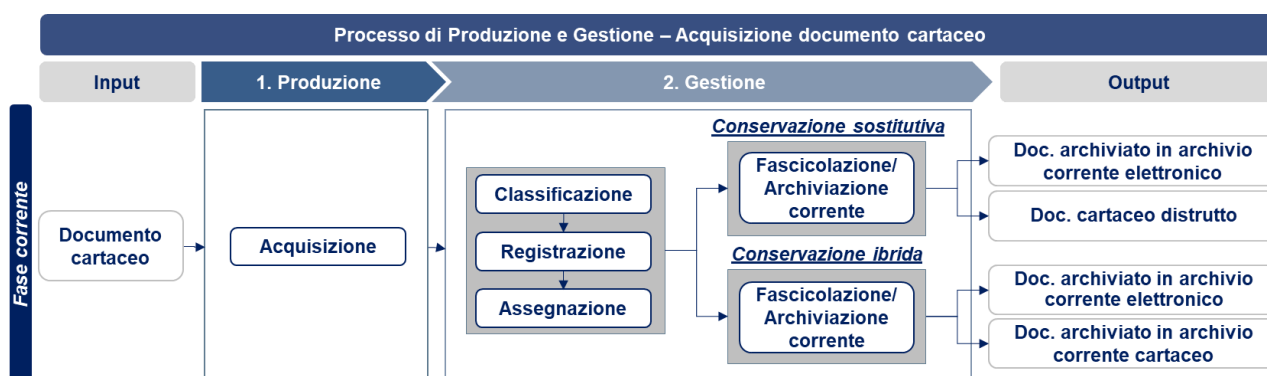 Processo di Produzione e Gestione – Acquisizione documento cartaceo
Input
1. Produzione
2. Gestione
Output
Fase corrente
Documento
cartaceo
Acquisizione
Classificazione
Registrazione
Assegnazione
Conservazione sostitutiva
Fascicolazione/
Archiviazione
corrente
Conservazione ibrida
Fascicolazione/
Archiviazione
corrente
Doc. archiviato in archivio
corrente elettronico
Doc. cartaceo distrutto
Doc. archiviato in archivio
corrente elettronico
Doc. archiviato in archivio
corrente cartaceo